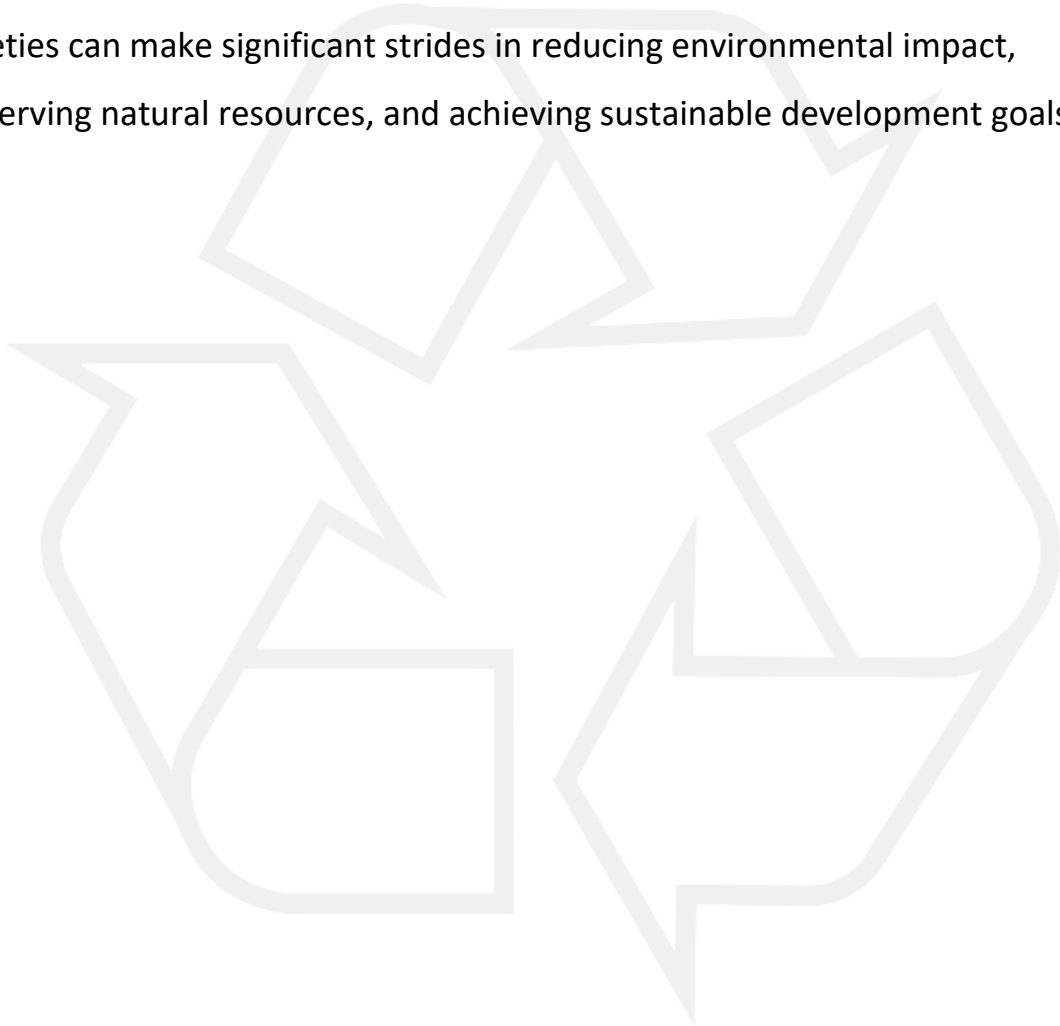 eties can make significant strides in reducing environmental impact,
erving natural resources, and achieving sustainable development goals